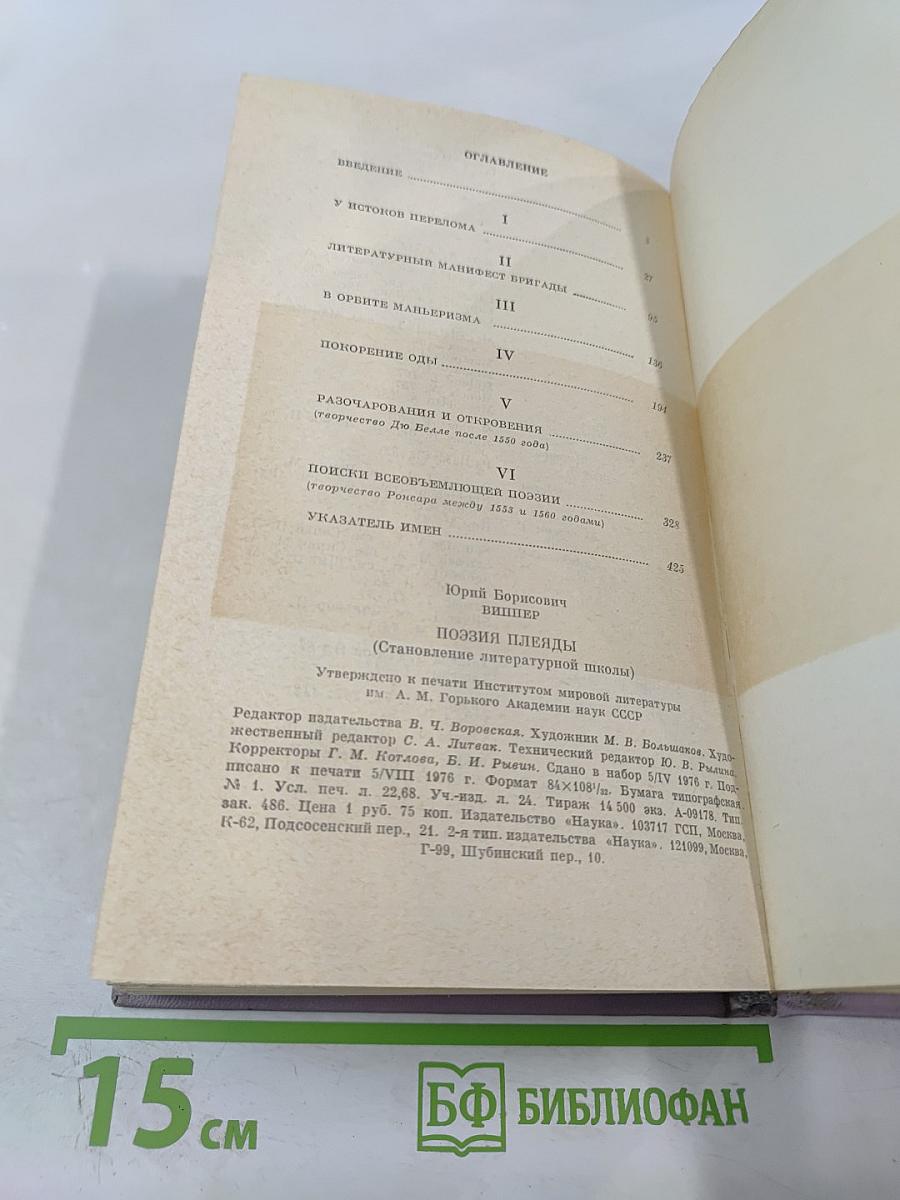 ОГЛАВЛЕНИЕ
ВВЕДЕНИЕ
I
У ИСТОКОВ ПЕРЕЛОМА 27
II
ЛИТЕРАТУРНЫЙ МАНИФЕСТ БРИГАДЫ 95
III
В ОРБИТЕ МАНЬЕРИЗМА 136
IV
ПОКОРЕНИЕ ОДЫ 194
V
РАЗОЧАРОВАНИЯ И ОТКРОВЕНИЯ 237
(творчество Дю Белле после 1550 года)
VI
ПОИСКИ ВСЕОБЪЕМЛЮЩЕЙ ПОЭЗИИ 328
(творчество Ронсара между 1553 и 1560 годами)
УКАЗАТЕЛЬ ИМЕН 425
Юрий Борисович
ВИППЕР
ПОЭЗИЯ ПЛЕЯДЫ
(Становление литературной школы)
Утверждено к печати Институтом мировой литературы
им. А. М. Горького Академии наук СССР
Редактор издательства В. Ч. Воровская. Художник М. В. Большаков. Худо-
жественный редактор С. А. Литвак. Технический редактор Ю. В. Рылина.
Корректоры Г. М. Котлова, Б. И. Рывин. Сдано в набор 5/IV 1976 г. Под-
писано к печати 5/VIII 1976 г. Формат 84×108¹/₃₂. Бумага типографская.
№ 1. Усл. печ. л. 22,68. Уч.-изд. л. 24. Тираж 14 500 экз. А-09178. Тип.
зак. 486. Цена 1 руб. 75 коп. Издательство «Наука». 103717 ГСП, Москва,
К-62, Подсосенский пер., 21. 2-я тип. издательства «Наука». 121099, Москва,
Г-99, Шубинский пер., 10.
15 см
БФ БИБЛИОФАН